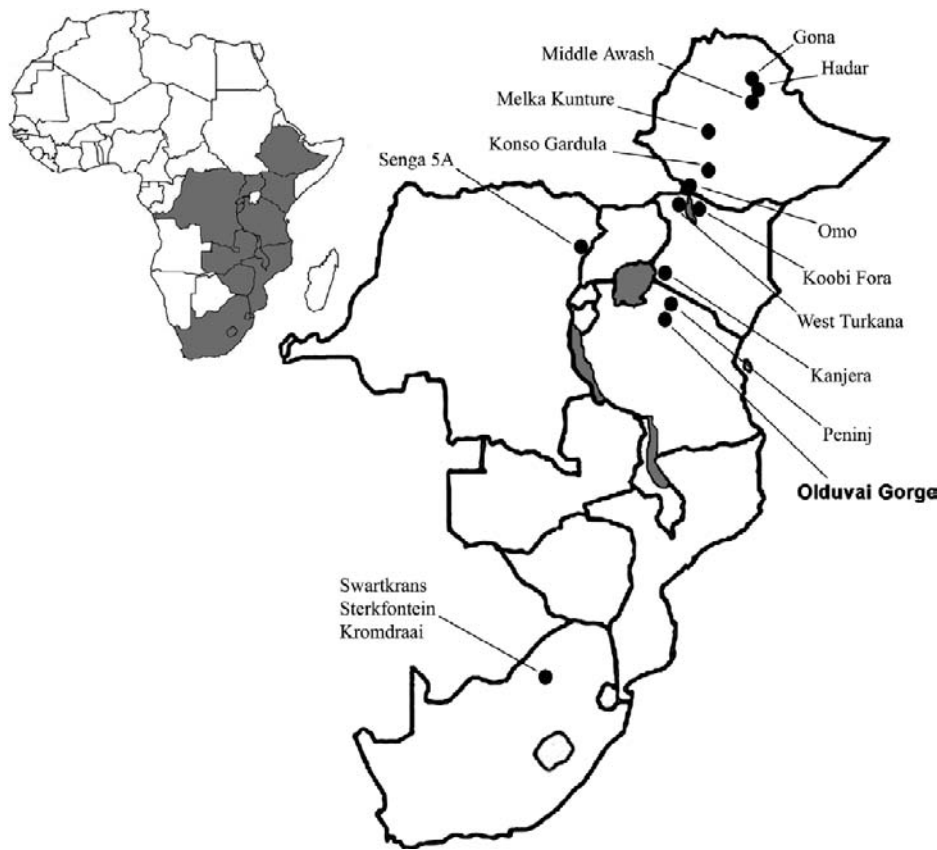 Gona
Middle Awash
Hadar
Melka Kunture
Konso Gardula
Senga 5A
Omo
Koobi Fora
West Turkana
Kanjera
Peninj
Olduvai Gorge
Swartkrans
Sterkfontein
Kromdraai